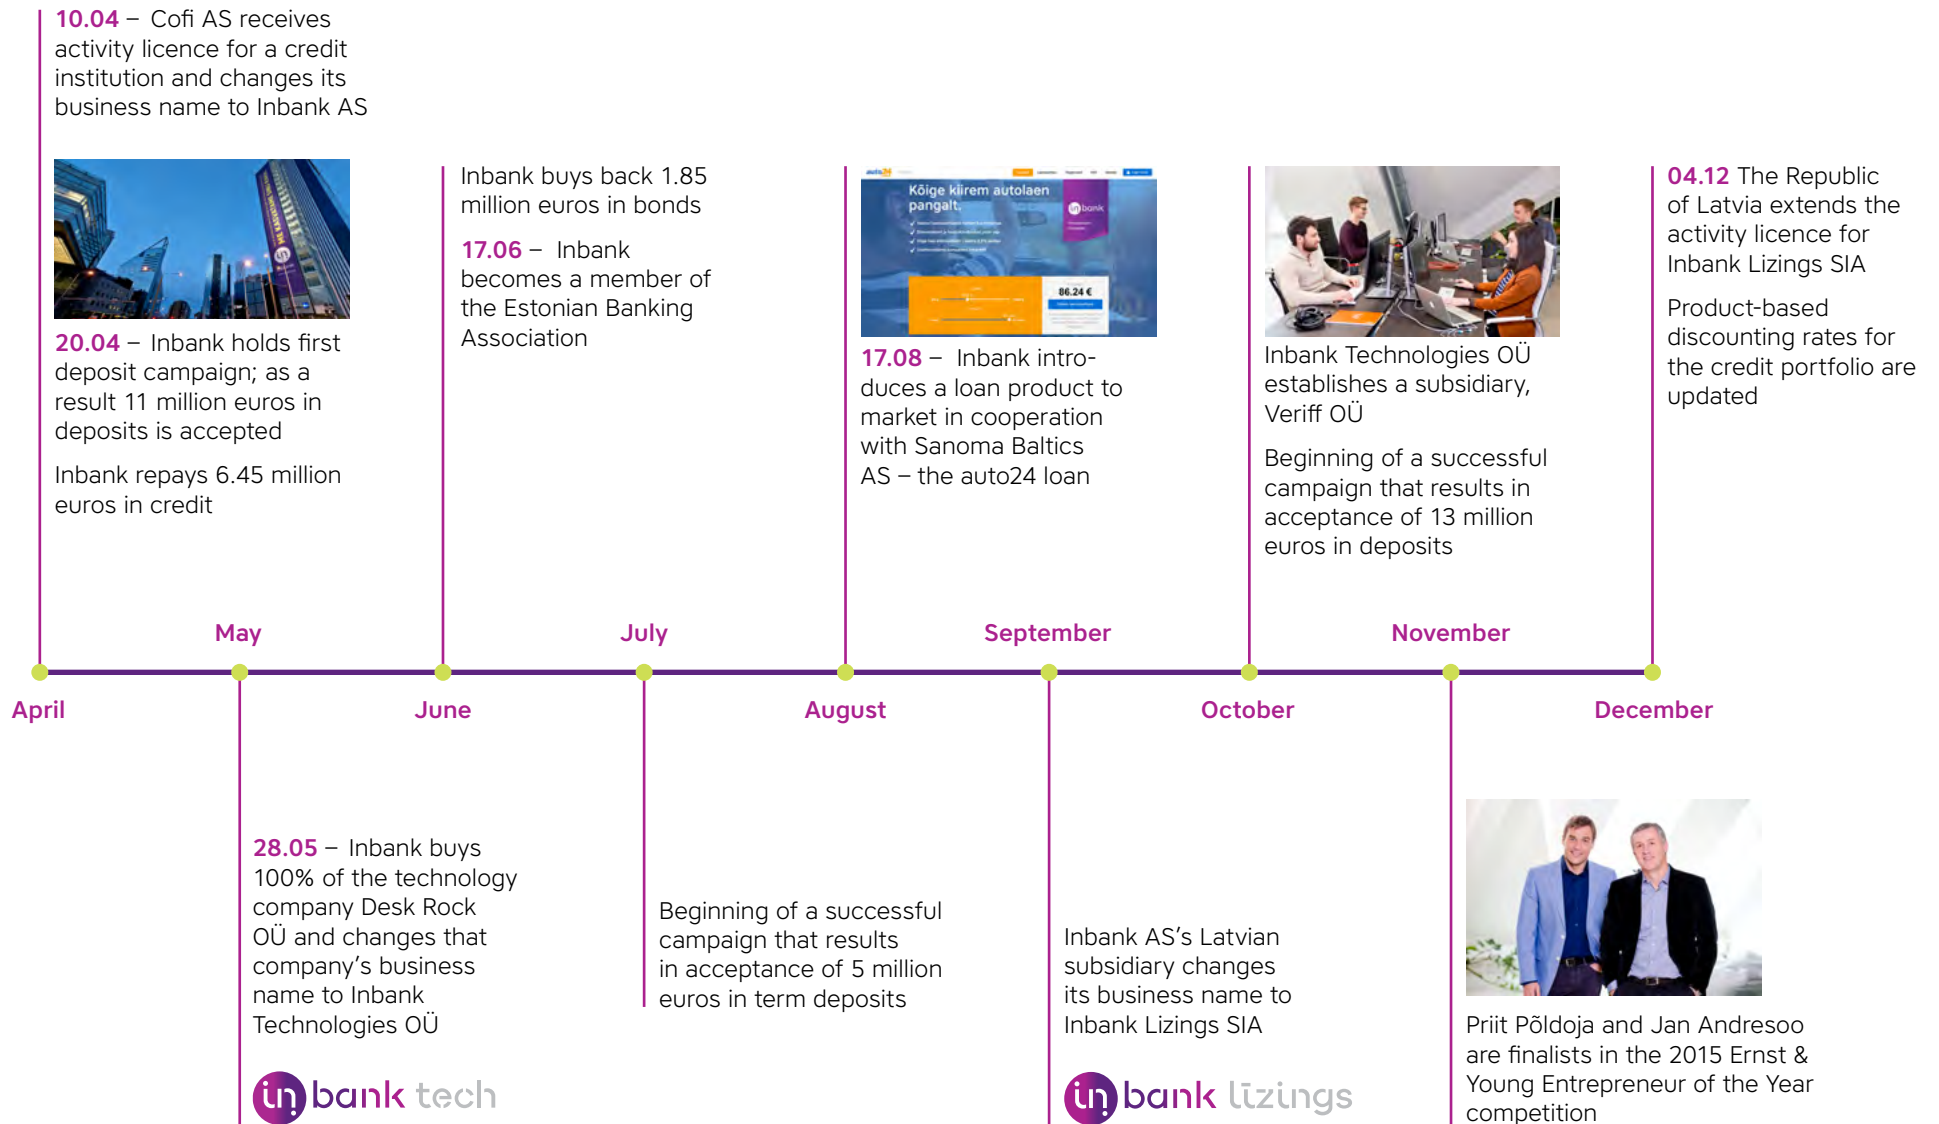 10.04 – Cofi AS receives
activity licence for a credit
institution and changes its
business name to Inbank AS
20.04 – Inbank holds first
deposit campaign; as a
result 11 million euros in
deposits is accepted
Inbank repays 6.45 million
euros in credit
Inbank buys back 1.85
million euros in bonds
17.06 – Inbank
becomes a member of
the Estonian Banking
Association
auto24
Kõige kiirem autolaen
pangalt.
inbank
86.24 €
17.08 – Inbank intro-
duces a loan product to
market in cooperation
with Sanoma Baltics
AS – the auto24 loan
Inbank Technologies OÜ
establishes a subsidiary,
Veriff OÜ
Beginning of a successful
campaign that results in
acceptance of 13 million
euros in deposits
04.12 The Republic
of Latvia extends the
activity licence for
Inbank Lizings SIA
Product-based
discounting rates for
the credit portfolio are
updated
May
July
September
November
April
June
August
October
December
28.05 – Inbank buys
100% of the technology
company Desk Rock
OÜ and changes that
company's business
name to Inbank
Technologies OÜ
inbank tech
Beginning of a successful
campaign that results
in acceptance of 5 million
euros in term deposits
Inbank AS's Latvian
subsidiary changes
its business name to
Inbank Lizings SIA
inbank līzings
Priit Põldoja and Jan Andresoo
are finalists in the 2015 Ernst &
Young Entrepreneur of the Year
competition